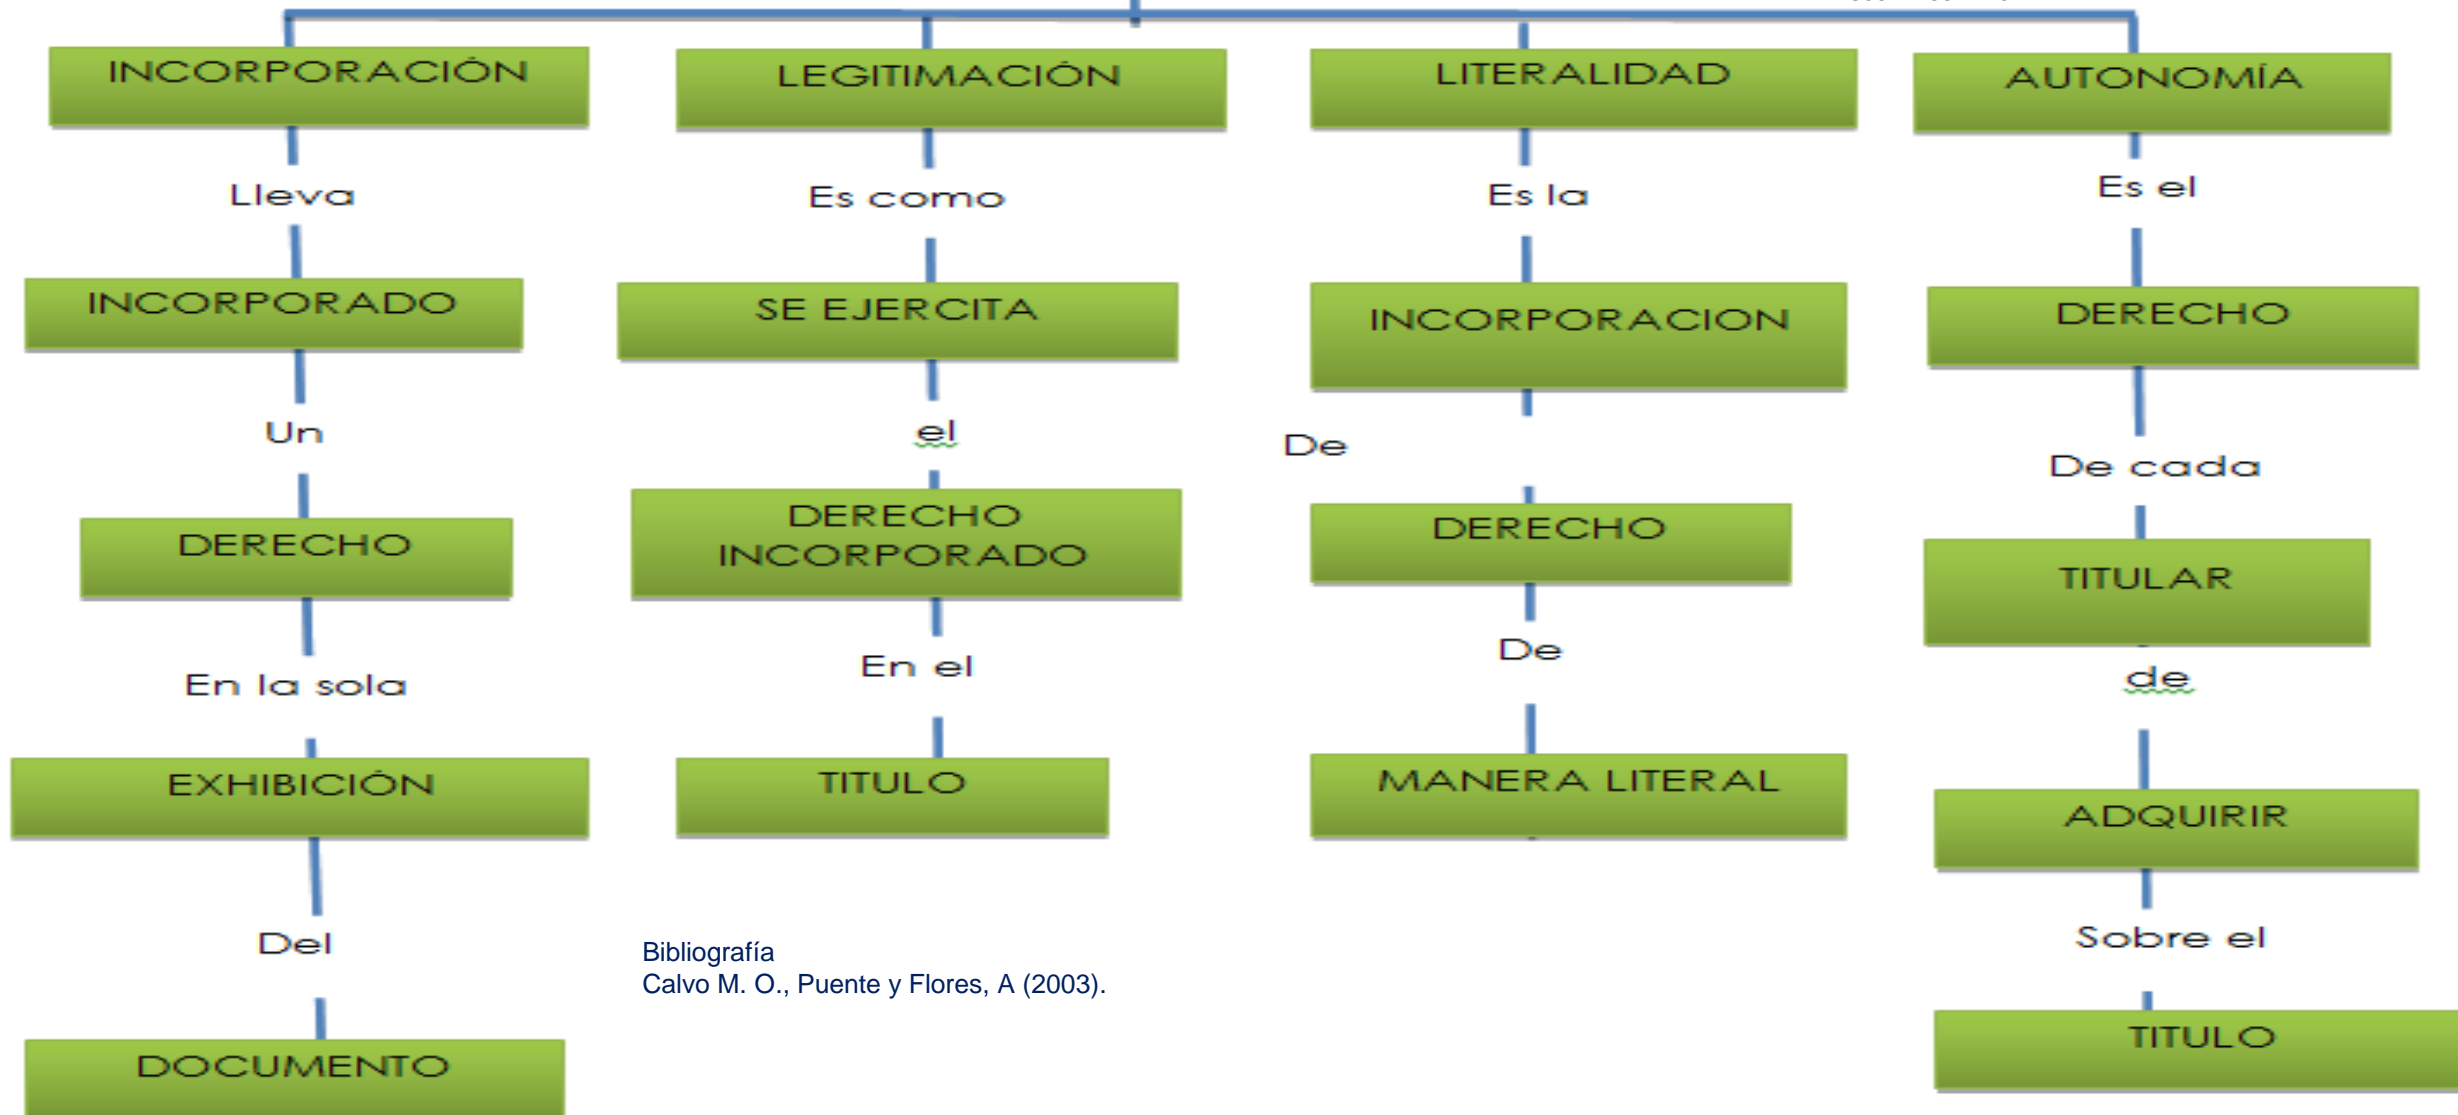 INCORPORACIÓN
Lleva
INCORPORADO
Un
DERECHO
En la sola
EXHIBICIÓN
Del
DOCUMENTO
LEGITIMACIÓN
Es como
SE EJERCITA
el
DERECHO
INCORPORADO
En el
TITULO
LITERALIDAD
Es la
INCORPORACION
De
DERECHO
De
MANERA LITERAL
AUTONOMÍA
Es el
DERECHO
De cada
TITULAR
de
ADQUIRIR
Sobre el
TITULO
Bibliografía
Calvo M. O., Puente y Flores, A (2003).